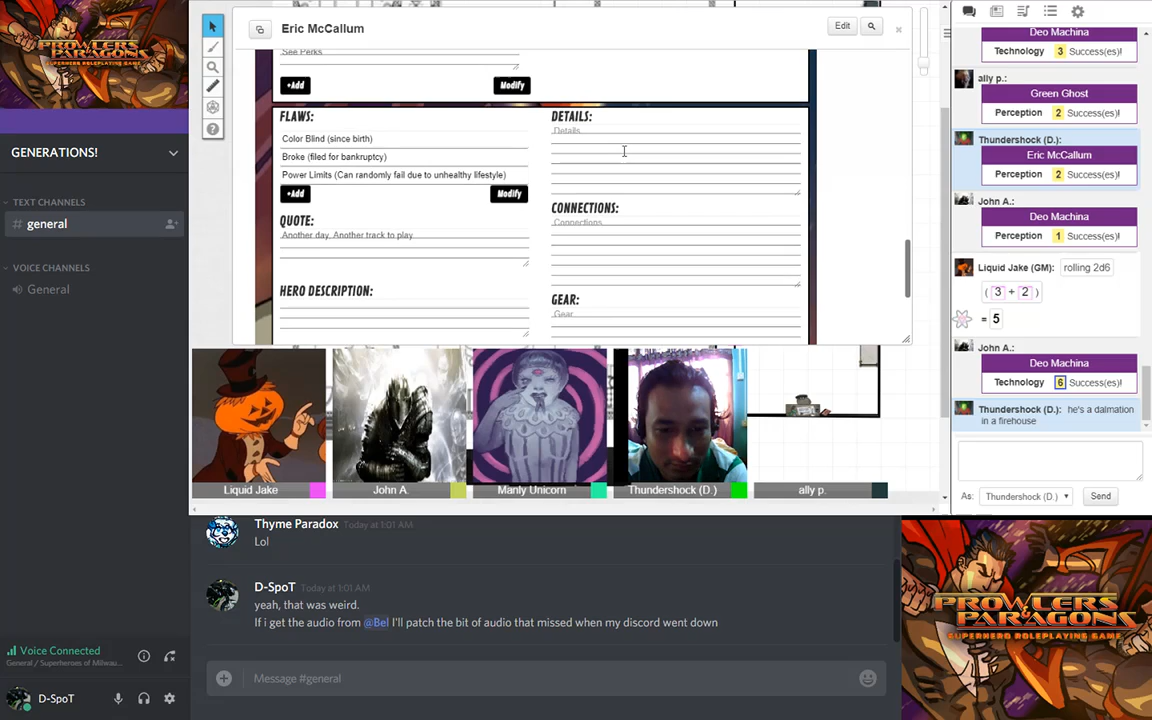 PROWLERS
& PARAGONS
SUPERHERO ROLEPLAYING GAME
GENERATIONS!
TEXT CHANNELS
# general
VOICE CHANNELS
General
Voice Connected
General / Superheroes of Milwau...
D-SpoT
Eric McCallum
Edit
See Perks
+Add
Modify
FLAWS:
Color Blind (since birth)
Broke (filed for bankruptcy)
Power Limits (Can randomly fail due to unhealthy lifestyle)
+Add
Modify
QUOTE:
Another day, Another track to play
HERO DESCRIPTION:
DETAILS:
Details
CONNECTIONS:
Connections
GEAR:
Gear
Liquid Jake
John A.
Manly Unicorn
Thundershock (D.)
ally p.
Deo Machina
Technology 3 Success(es)!
ally p.:
Green Ghost
Perception 2 Success(es)!
Thundershock (D.):
Eric McCallum
Perception 2 Success(es)!
John A.:
Deo Machina
Perception 1 Success(es)!
Liquid Jake (GM): rolling 2d6
( 3 + 2 )
= 5
John A.:
Deo Machina
Technology 6 Success(es)!
Thundershock (D.): he's a dalmation
in a firehouse
As: Thundershock (D.)
Send
Thyme Paradox Today at 1:01 AM
Lol
D-SpoT Today at 1:01 AM
yeah, that was weird.
If i get the audio from @Bel I'll patch the bit of audio that missed when my discord went down
Message #general
PROWLERS
& PARAGONS
SUPERHERO ROLEPLAYING GAME